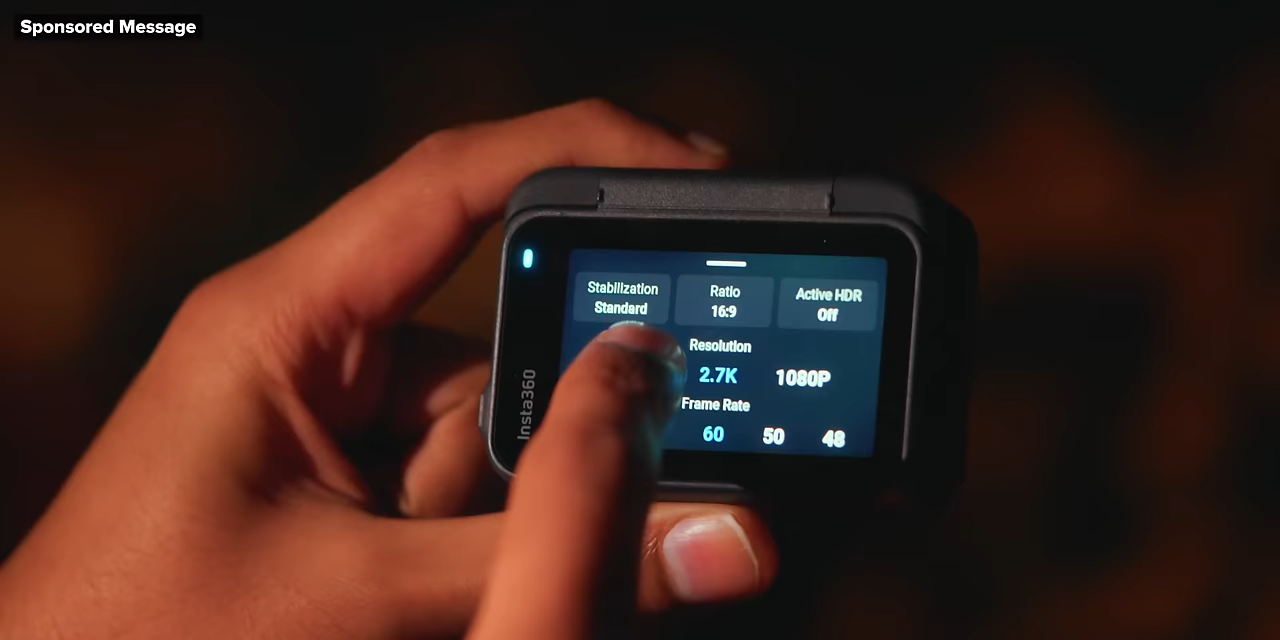 Sponsored Message
Stabilization
Standard
Ratio
16:9
Active HDR
Off
Resolution
2.7K 1080P
Frame Rate
60 50 48
Insta360